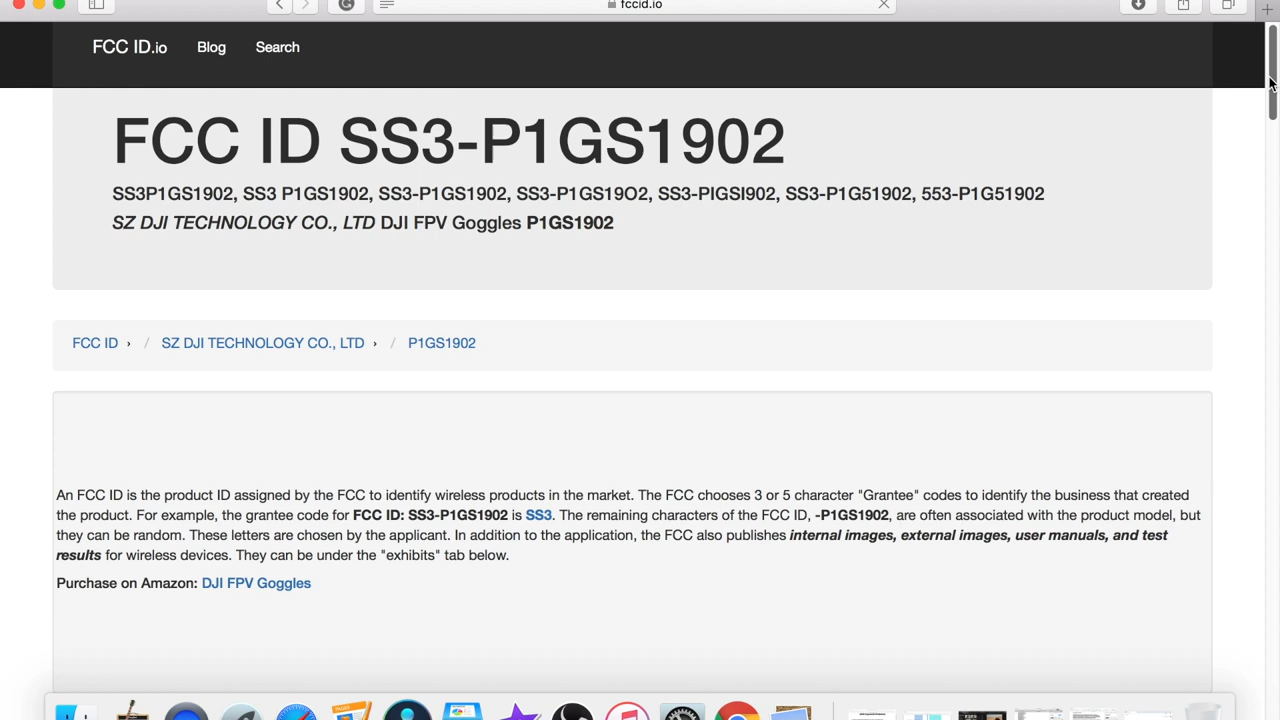 fccid.io
FCC ID.io Blog Search
FCC ID SS3-P1GS1902
SS3P1GS1902, SS3 P1GS1902, SS3-P1GS1902, SS3-P1GS19O2, SS3-PIGSI902, SS3-P1G51902, 553-P1G51902
SZ DJI TECHNOLOGY CO., LTD DJI FPV Goggles P1GS1902
FCC ID › / SZ DJI TECHNOLOGY CO., LTD › / P1GS1902
An FCC ID is the product ID assigned by the FCC to identify wireless products in the market. The FCC chooses 3 or 5 character "Grantee" codes to identify the business that created
the product. For example, the grantee code for FCC ID: SS3-P1GS1902 is SS3. The remaining characters of the FCC ID, -P1GS1902, are often associated with the product model, but
they can be random. These letters are chosen by the applicant. In addition to the application, the FCC also publishes internal images, external images, user manuals, and test
results for wireless devices. They can be under the "exhibits" tab below.
Purchase on Amazon: DJI FPV Goggles